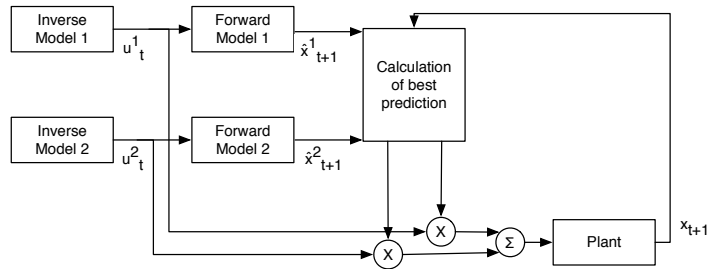 Inverse
Model 1
u¹ₜ
Forward
Model 1
x̂¹ₜ₊₁
Calculation
of best
prediction
Inverse
Model 2
u²ₜ
Forward
Model 2
x̂²ₜ₊₁
X
X
Σ
Plant
xₜ₊₁